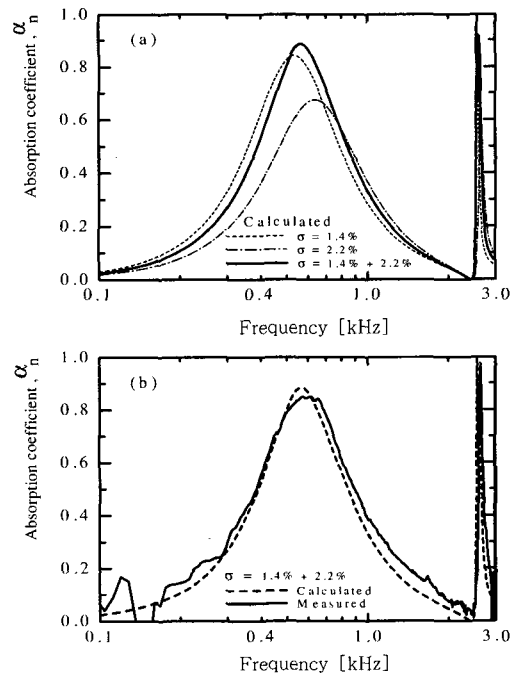 (a)
Absorption coefficient , αn
1.0
0.8
0.6
0.4
0.2
0.0
Calculated
σ = 1.4%
σ = 2.2%
σ = 1.4% + 2.2%
0.1
0.4
1.0
3.0
Frequency [kHz]
(b)
Absorption coefficient , αn
1.0
0.8
0.6
0.4
0.2
0.0
σ = 1.4% + 2.2%
Calculated
Measured
0.1
0.4
1.0
3.0
Frequency [kHz]